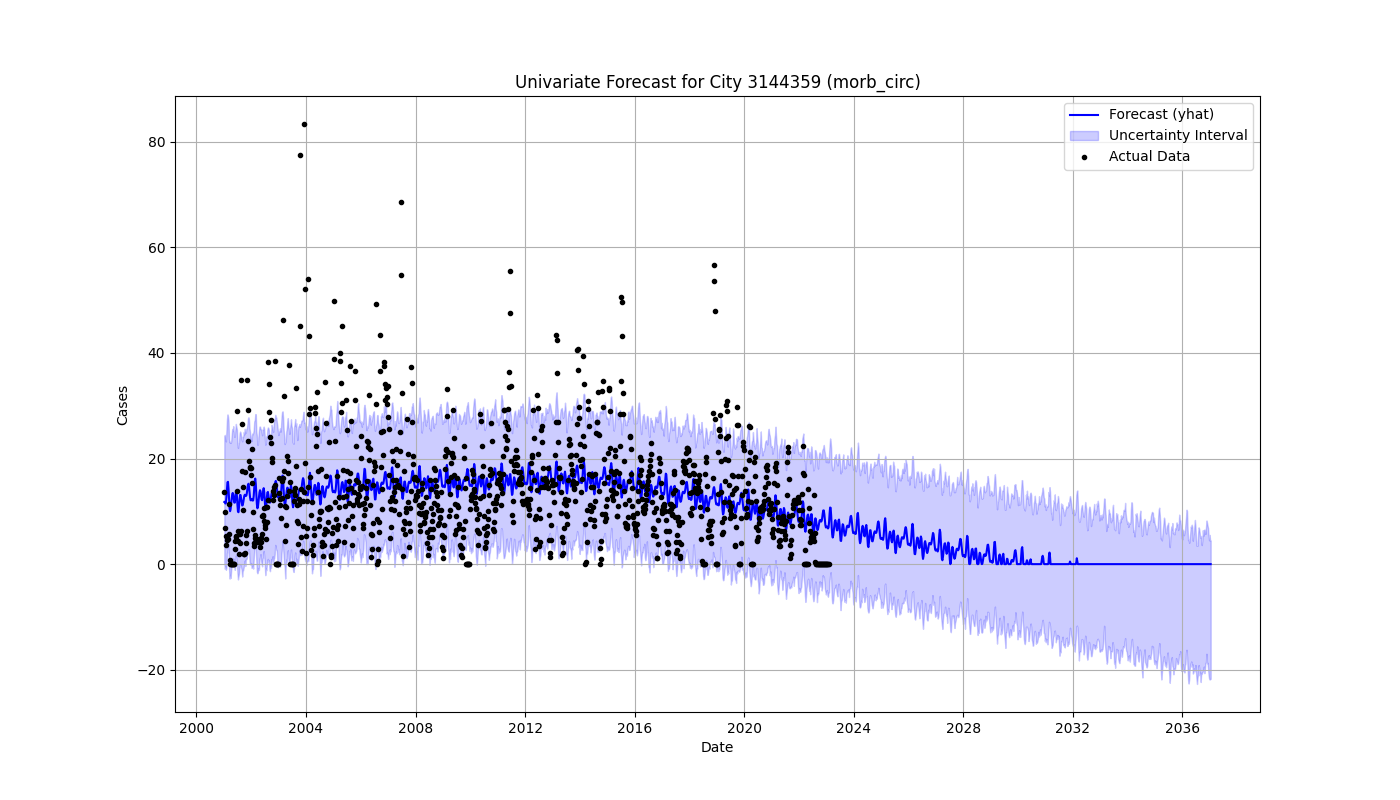 Univariate Forecast for City 3144359 (morb_circ)
Forecast (yhat)
Uncertainty Interval
Actual Data
Cases
80
60
40
20
0
−20
2000 2004 2008 2012 2016 2020 2024 2028 2032 2036
Date